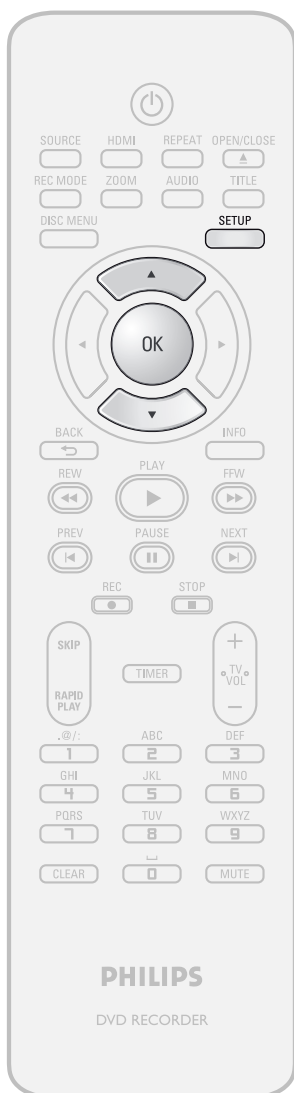 SOURCE HDMI REPEAT OPEN/CLOSE
REC MODE ZOOM AUDIO TITLE
DISC MENU SETUP
OK
BACK INFO
REW PLAY FFW
PREV PAUSE NEXT
REC STOP
SKIP
RAPID
PLAY
TIMER
+
TV
VOL
–
.@/: ABC DEF
1 2 3
GHI JKL MNO
4 5 6
PQRS TUV WXYZ
7 8 9
CLEAR 0 MUTE
PHILIPS
DVD RECORDER